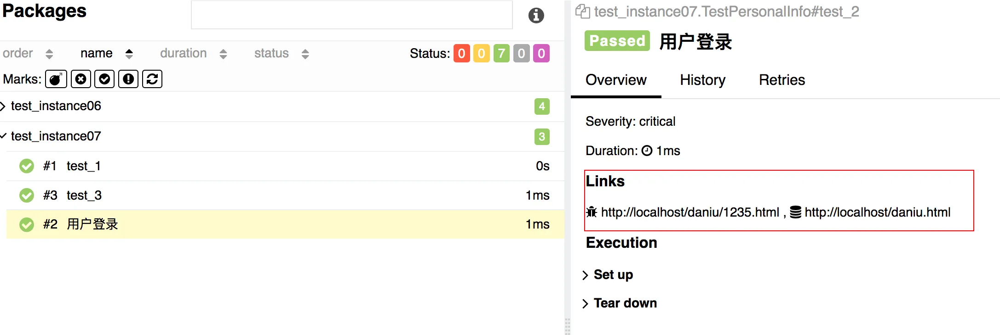 Packages
order name duration status Status: 0 0 7 0 0
Marks:
test_instance06 4
test_instance07 3
#1 test_1 0s
#3 test_3 1ms
#2 用户登录 1ms
test_instance07.TestPersonalInfo#test_2
Passed 用户登录
Overview History Retries
Severity: critical
Duration: 1ms
Links
http://localhost/daniu/1235.html , http://localhost/daniu.html
Execution
Set up
Tear down